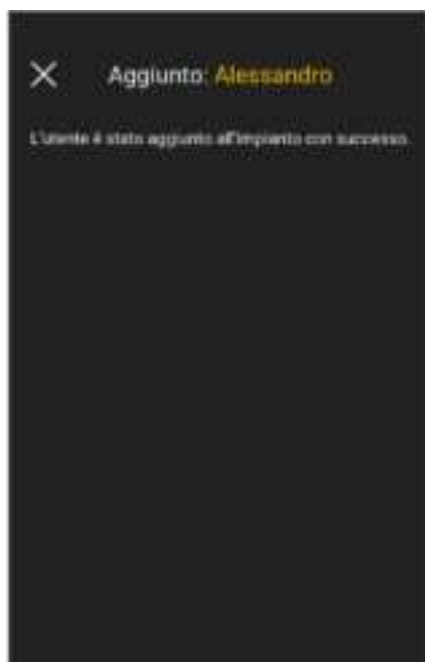 Aggiunto: Alessandro
L'utente è stato aggiunto all'impianto con successo.